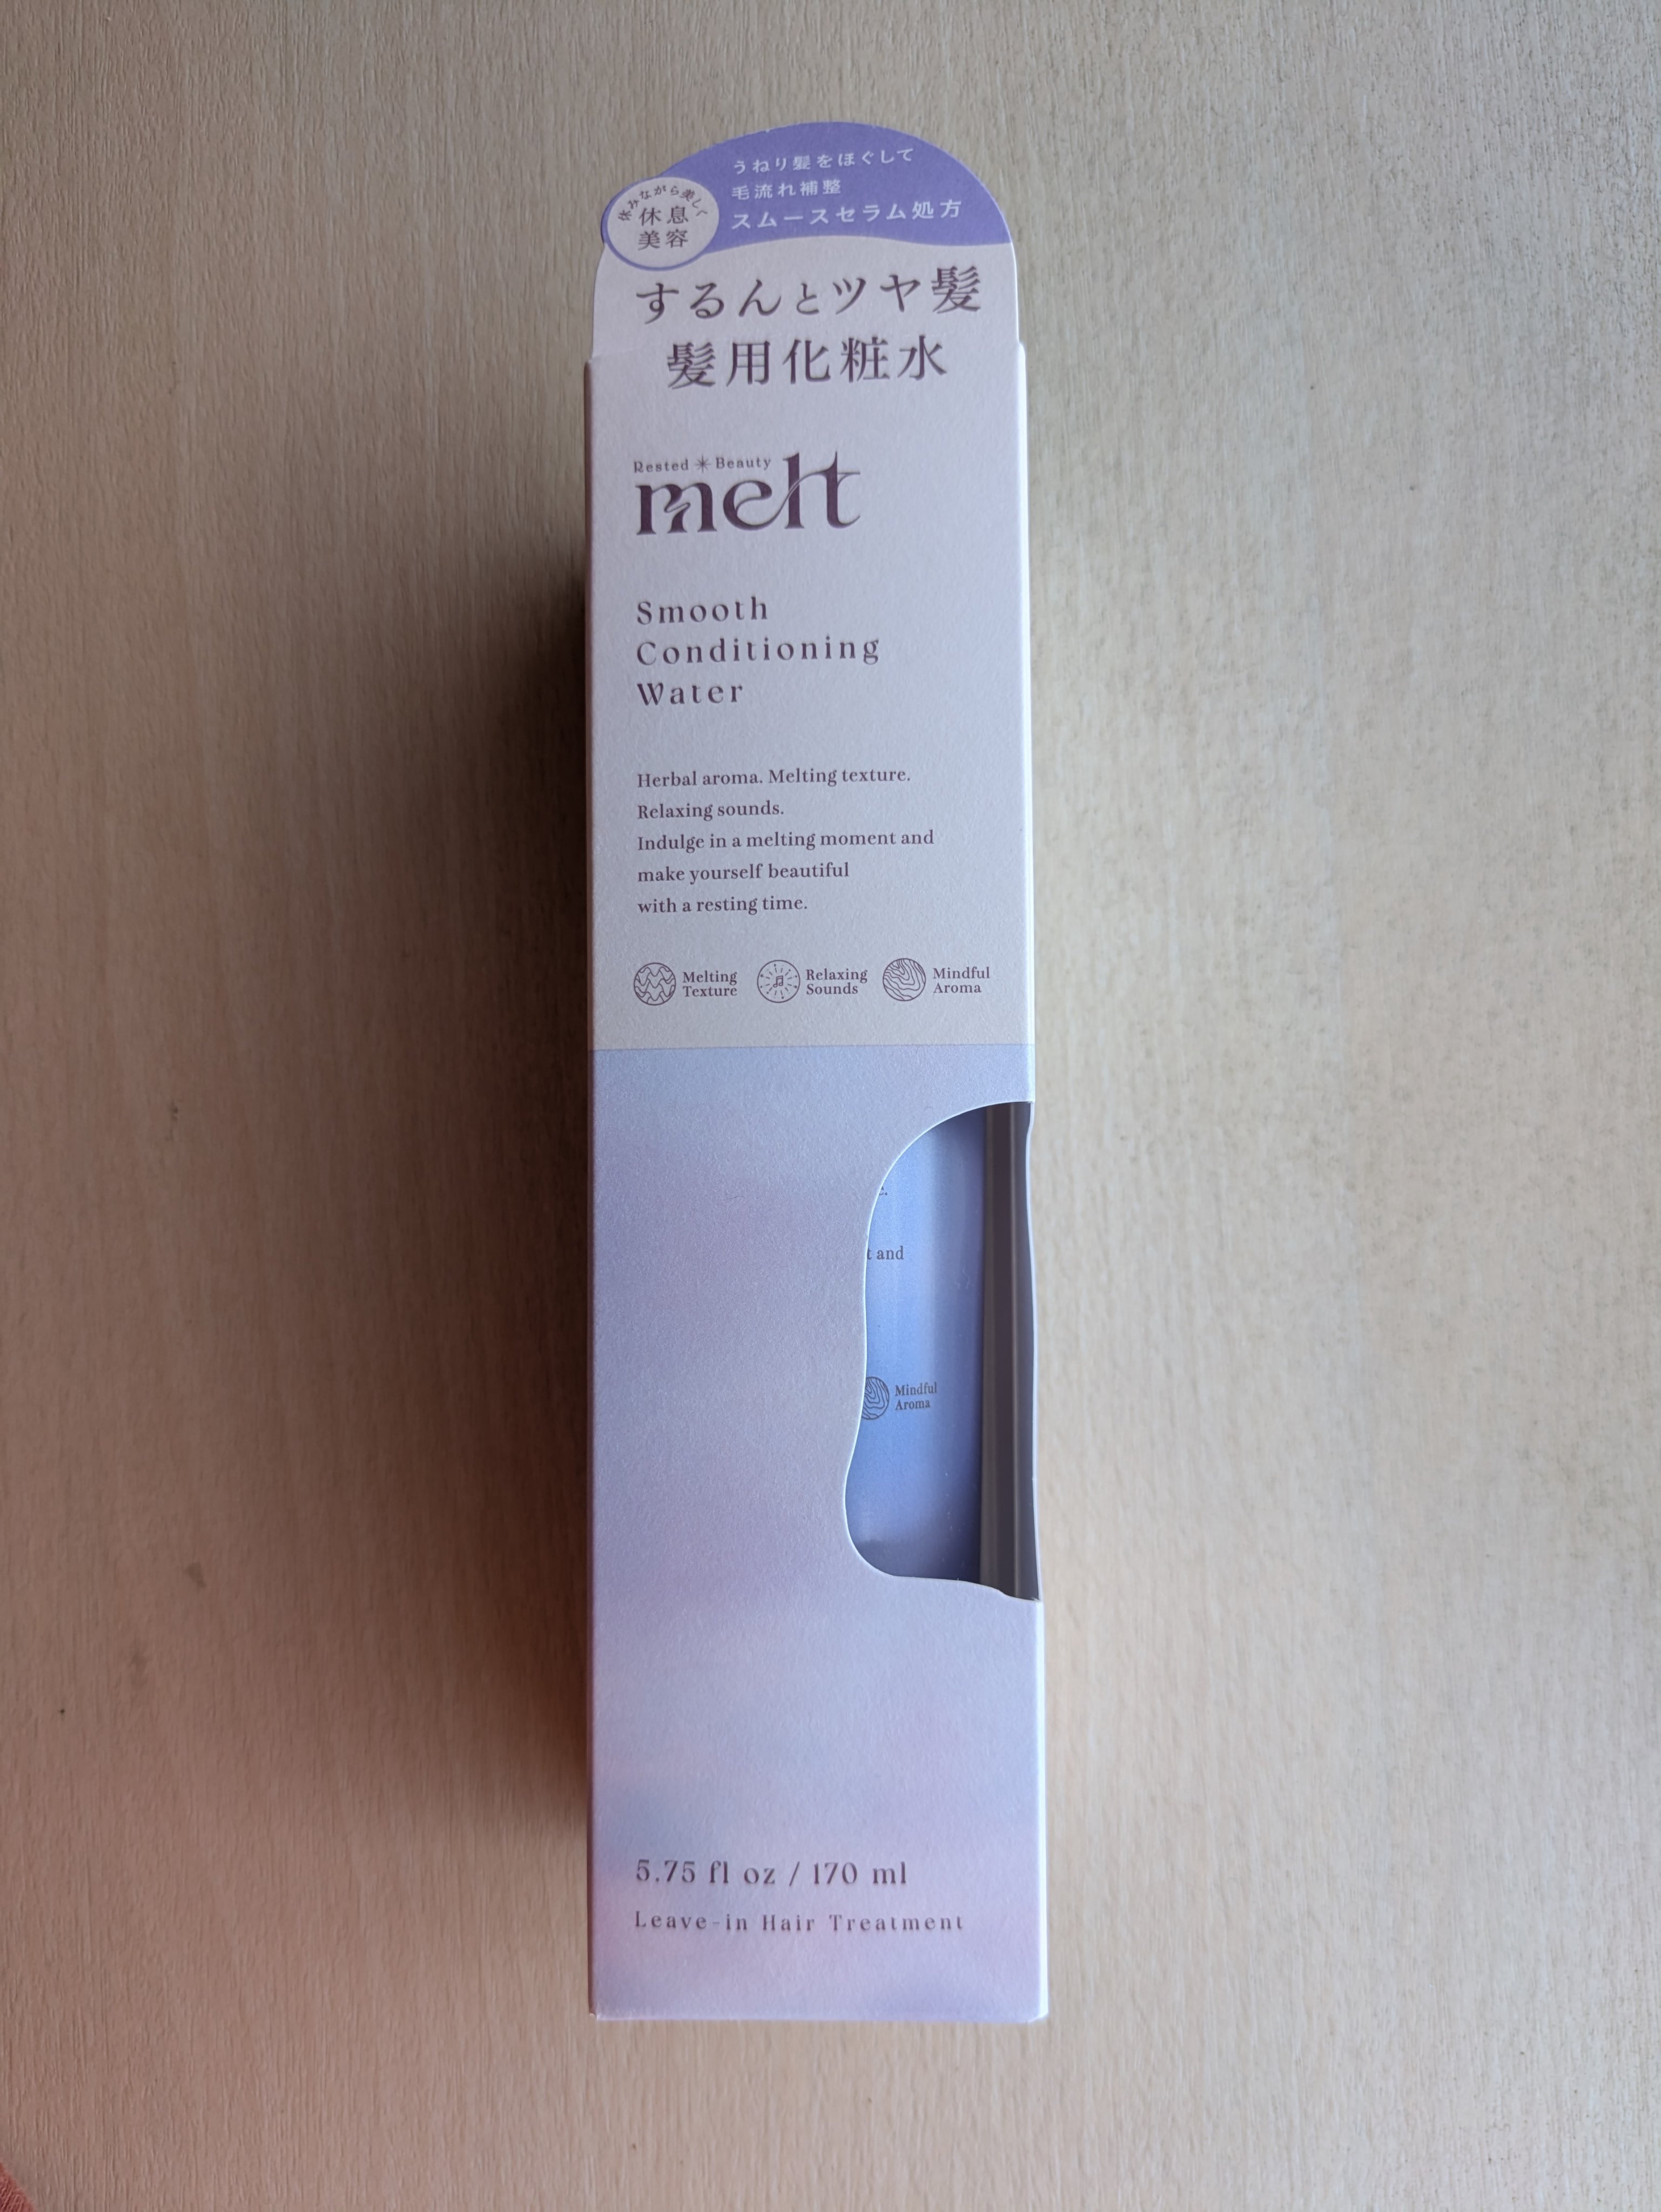 うねり髪をほぐして
毛流れ補整
スムースセラム処方
休みながら美しく
休息
美容
するんとツヤ髪
髪用化粧水
Rested Beauty
melt
Smooth
Conditioning
Water
Herbal aroma. Melting texture.
Relaxing sounds.
Indulge in a melting moment and
make yourself beautiful
with a resting time.
Melting
Texture
Relaxing
Sounds
Mindful
Aroma
t and
Mindful
Aroma
5.75 fl oz / 170 ml
Leave-in Hair Treatment